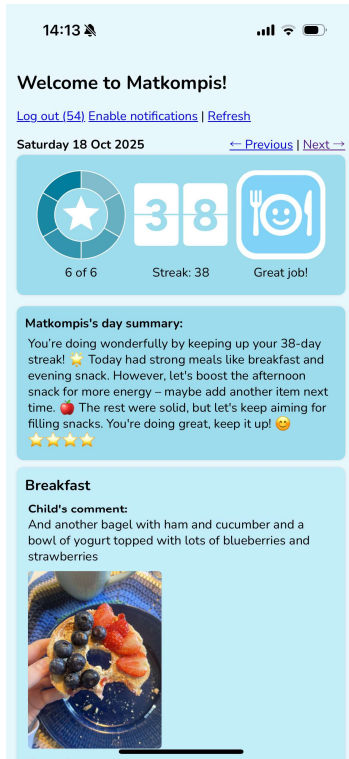 14:13
Welcome to Matkompis!
Log out (54) Enable notifications | Refresh
Saturday 18 Oct 2025 ← Previous | Next →
3 8
6 of 6 Streak: 38 Great job!
Matkompis's day summary:
You're doing wonderfully by keeping up your 38-day
streak! 🌟 Today had strong meals like breakfast and
evening snack. However, let's boost the afternoon
snack for more energy – maybe add another item next
time. 🍎 The rest were solid, but let's keep aiming for
filling snacks. You're doing great, keep it up! 😊
⭐⭐⭐⭐
Breakfast
Child's comment:
And another bagel with ham and cucumber and a
bowl of yogurt topped with lots of blueberries and
strawberries